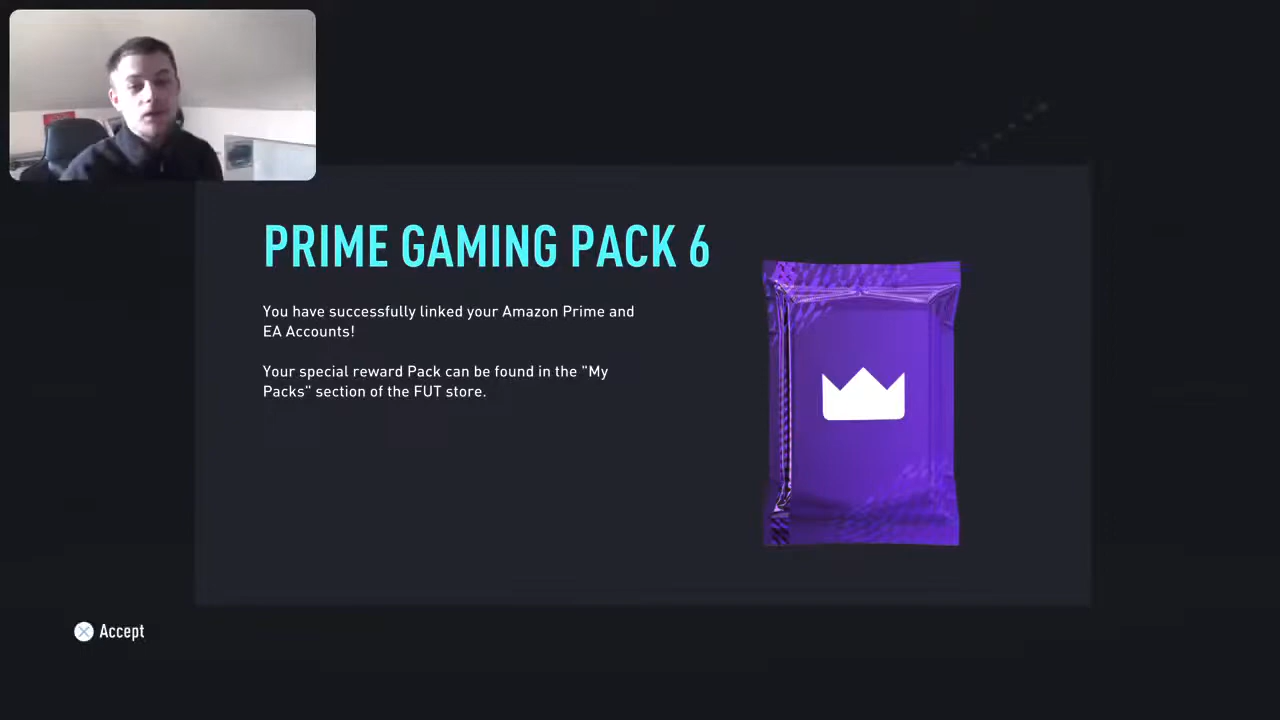 PRIME GAMING PACK 6
You have successfully linked your Amazon Prime and
EA Accounts!
Your special reward Pack can be found in the "My
Packs" section of the FUT store.
Accept